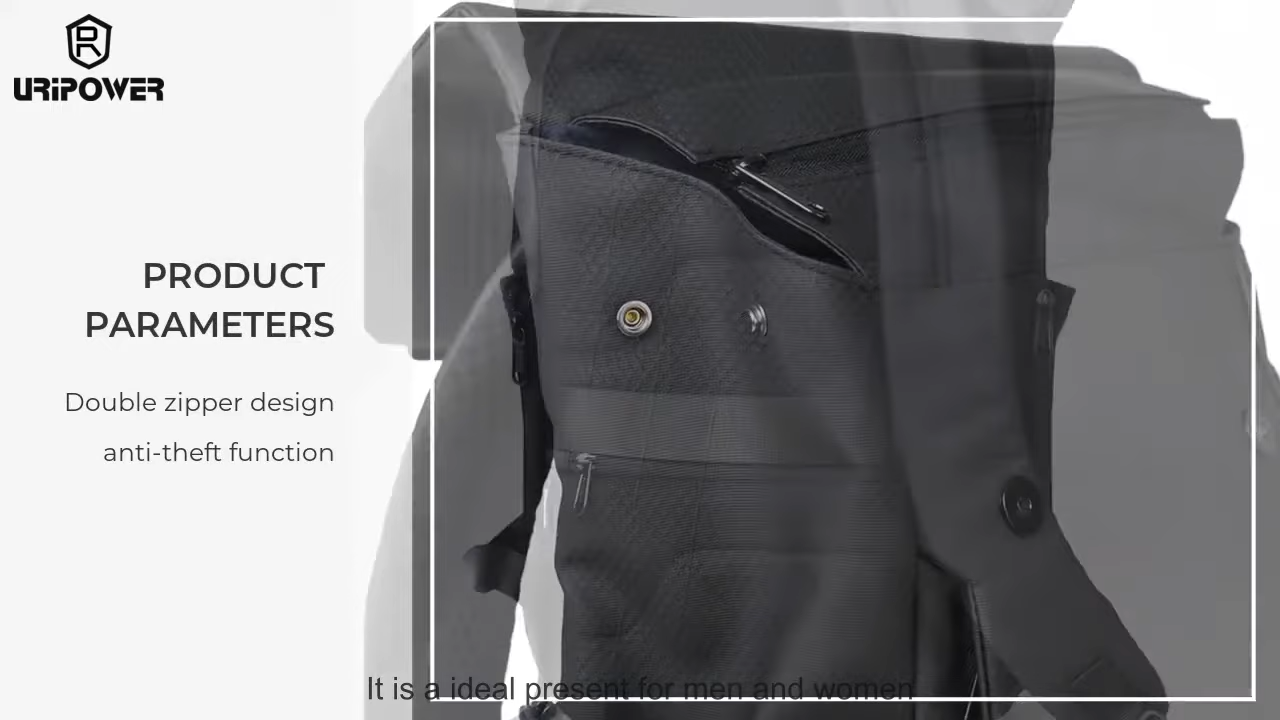 URiPOWER
PRODUCT
PARAMETERS
Double zipper design
anti-theft function
It is a ideal present for men and women